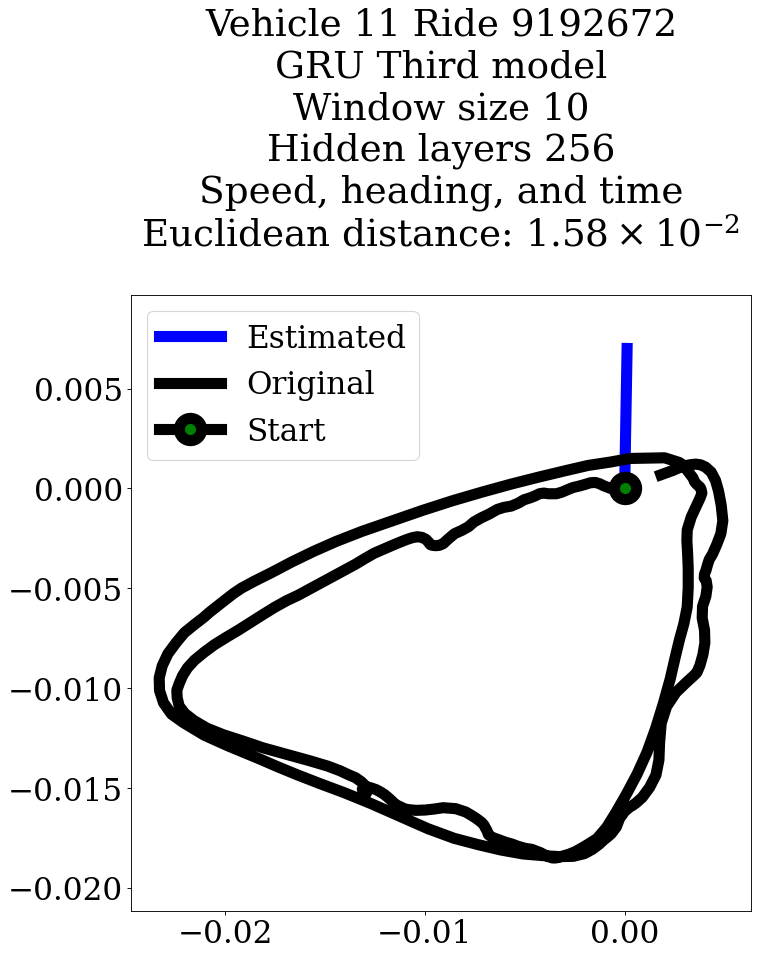 Vehicle 11 Ride 9192672
GRU Third model
Window size 10
Hidden layers 256
Speed, heading, and time
Euclidean distance: 1.58 × 10⁻²
Estimated
Original
Start
0.005
0.000
−0.005
−0.010
−0.015
−0.020
−0.02
−0.01
0.00